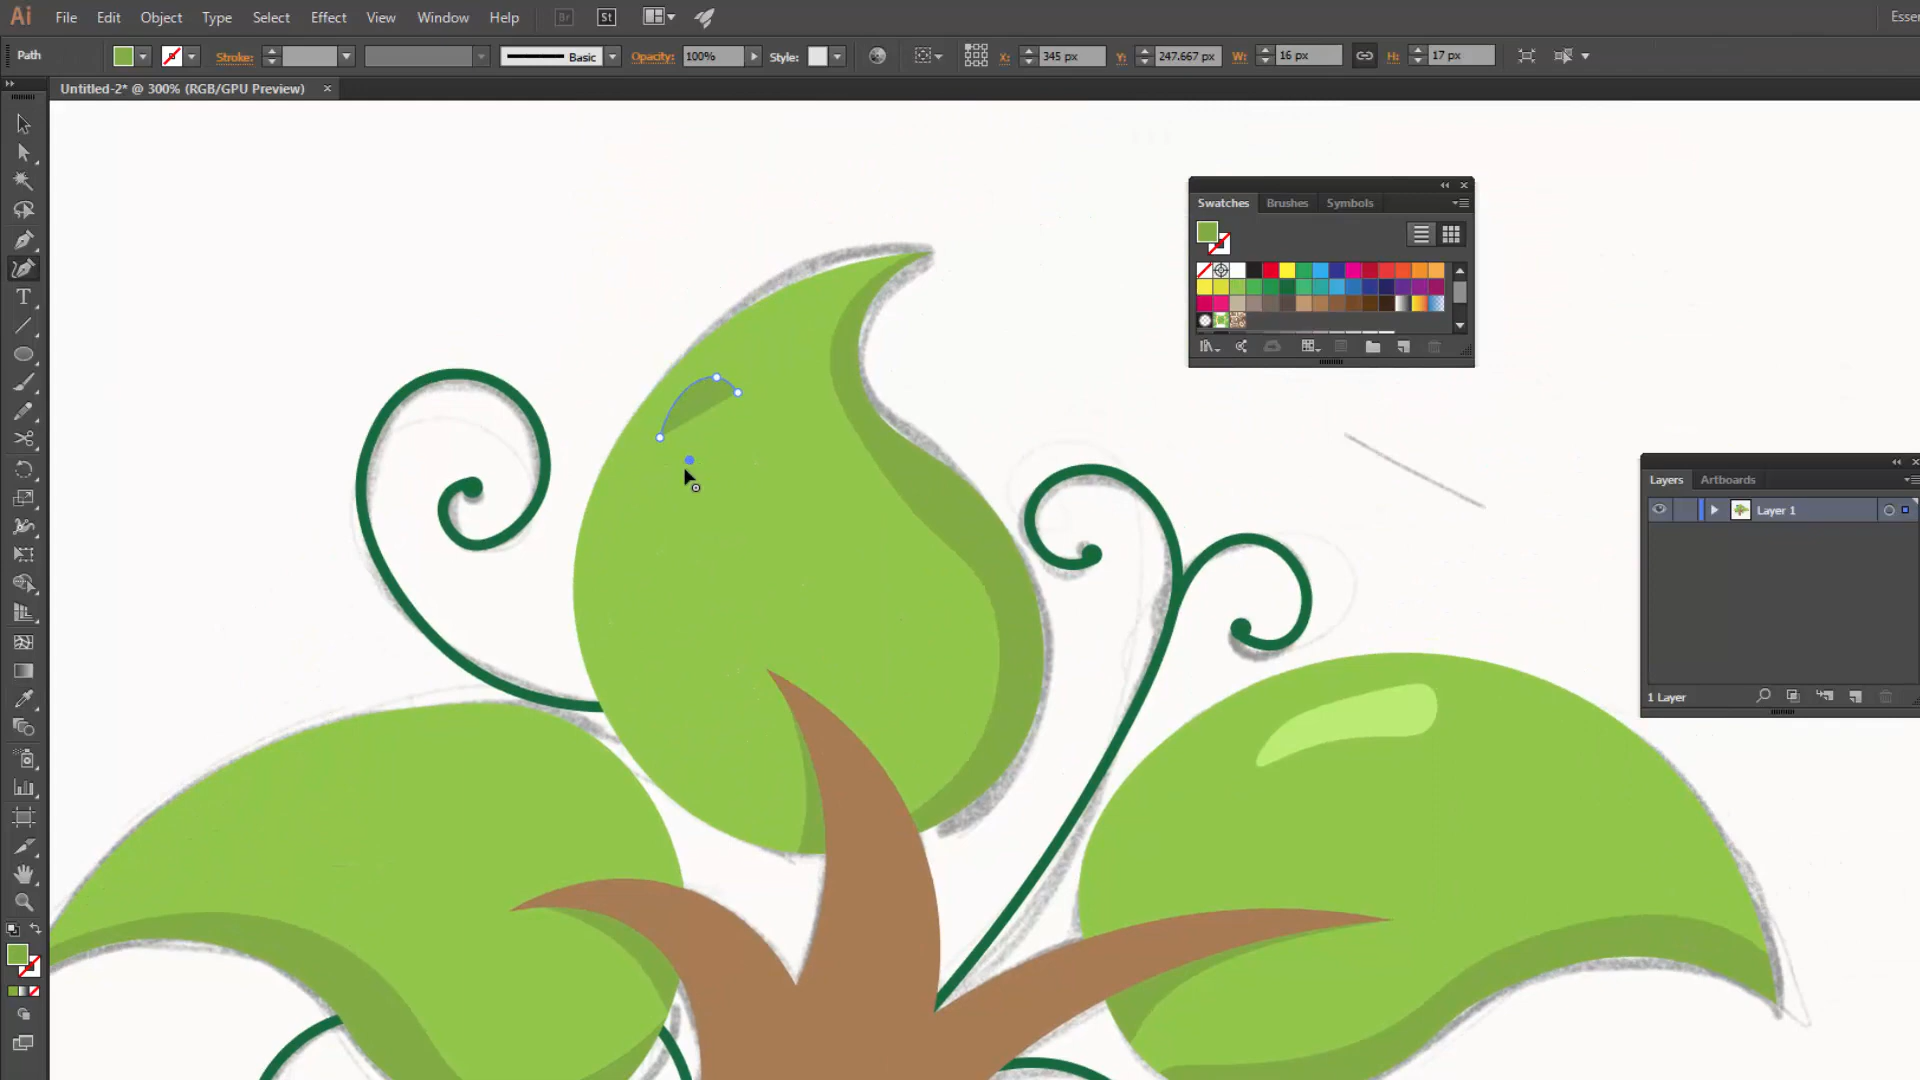 Ai File Edit Object Type Select Effect View Window Help Br St Essen
Path Stroke: Basic Opacity: 100% Style: X: 345 px Y: 247.667 px W: 16 px H: 17 px
Untitled-2* @ 300% (RGB/GPU Preview) ×
Swatches Brushes Symbols
Layers Artboards
Layer 1
1 Layer